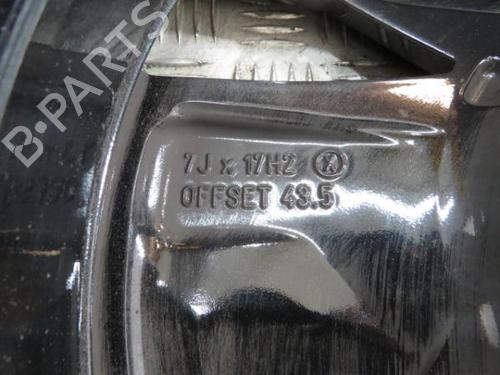 B-PARTS
7J x 17H2 X
OFFSET 43.5